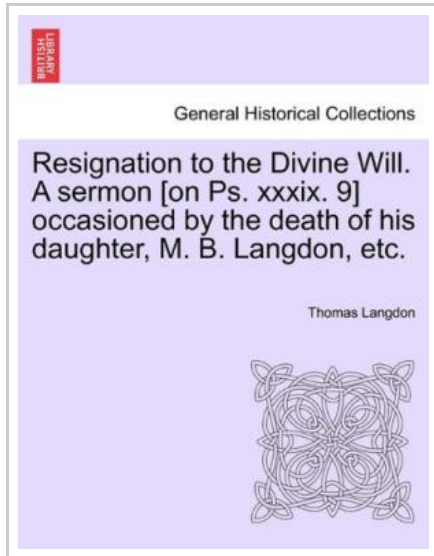 BRITISH
LIBRARY
General Historical Collections
Resignation to the Divine Will.
A sermon [on Ps. xxxix. 9]
occasioned by the death of his
daughter, M. B. Langdon, etc.
Thomas Langdon